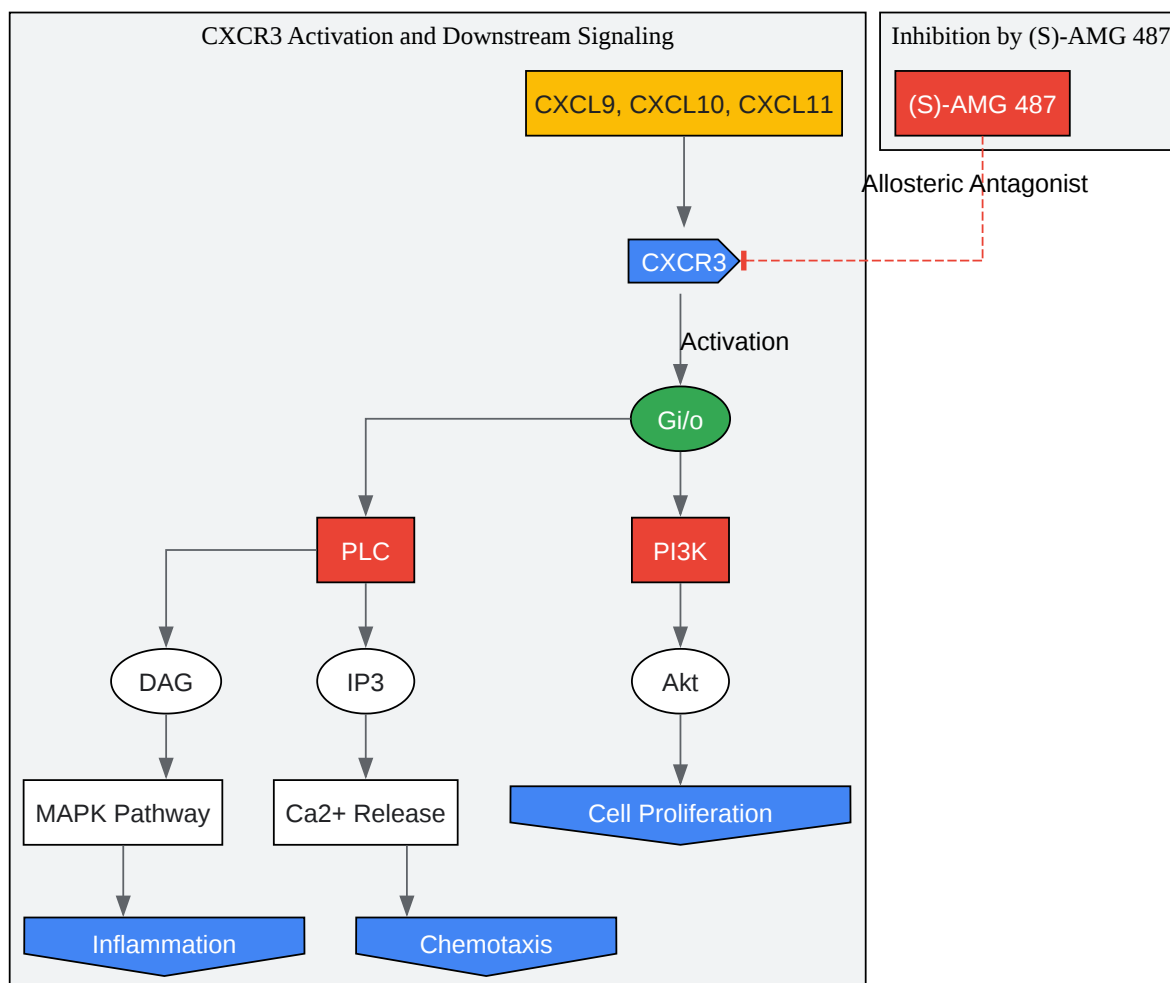 CXCR3 Activation and Downstream Signaling
Inhibition by (S)-AMG 487
CXCL9, CXCL10, CXCL11
(S)-AMG 487
Allosteric Antagonist
CXCR3
Activation
Gi/o
PLC
PI3K
DAG
IP3
Akt
MAPK Pathway
Ca2+ Release
Cell Proliferation
Inflammation
Chemotaxis